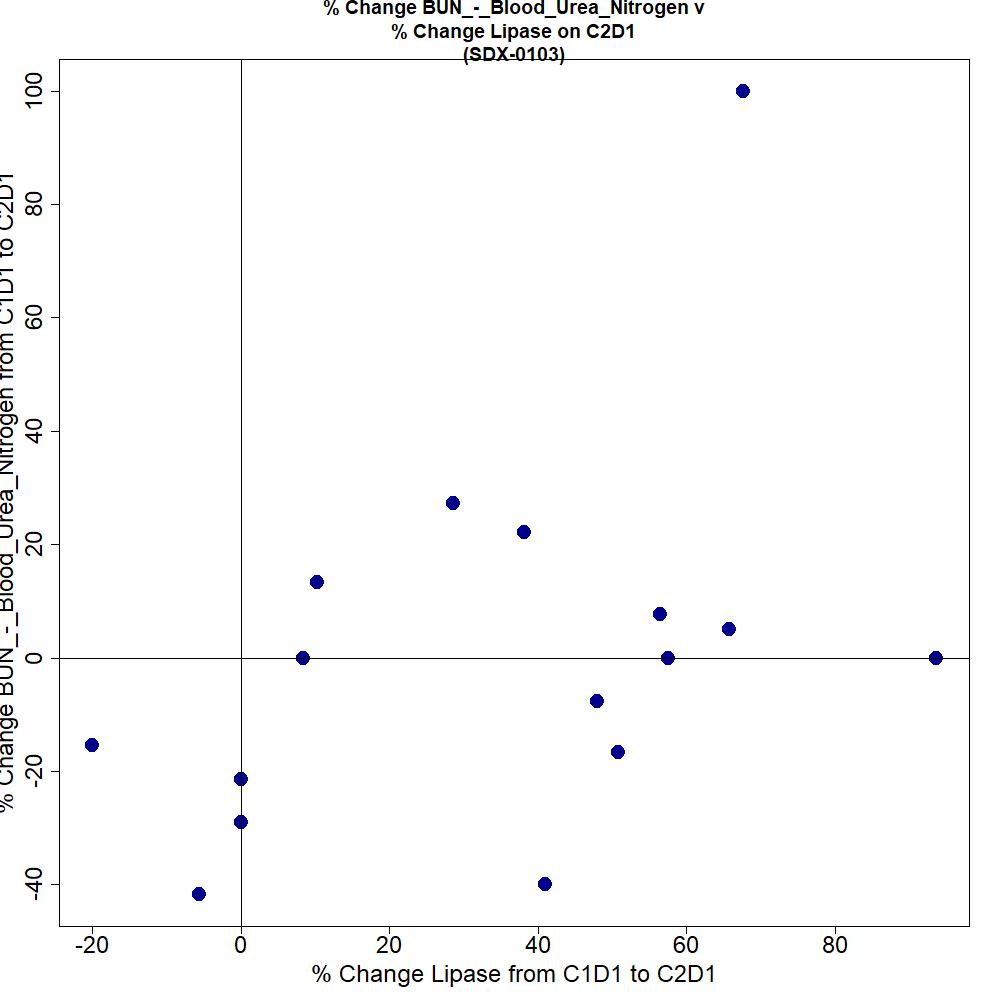 % Change BUN_-_Blood_Urea_Nitrogen v
% Change Lipase on C2D1
(SDX-0103)
% Change BUN_-_Blood_Urea_Nitrogen from C1D1 to C2D1
100
80
60
40
20
0
-20
-40
-20 0 20 40 60 80
% Change Lipase from C1D1 to C2D1